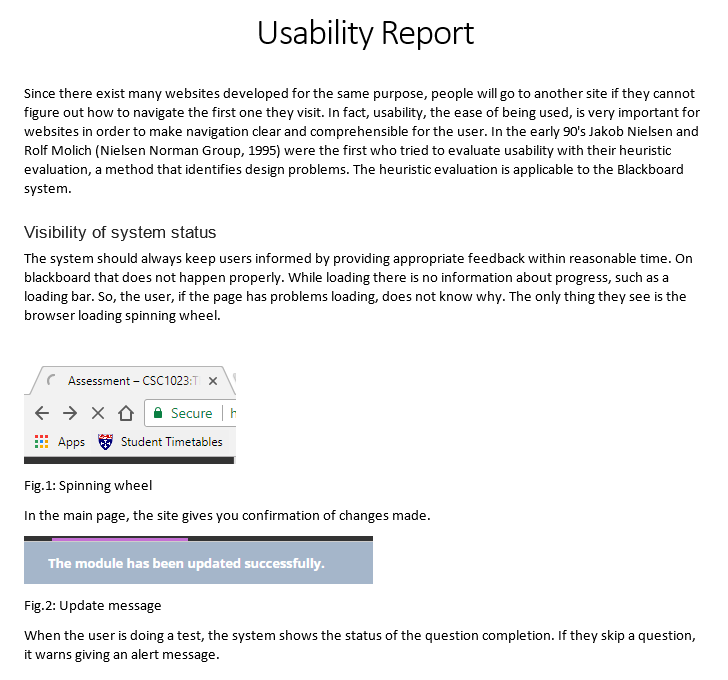 Usability Report
Since there exist many websites developed for the same purpose, people will go to another site if they cannot
figure out how to navigate the first one they visit. In fact, usability, the ease of being used, is very important for
websites in order to make navigation clear and comprehensible for the user. In the early 90's Jakob Nielsen and
Rolf Molich (Nielsen Norman Group, 1995) were the first who tried to evaluate usability with their heuristic
evaluation, a method that identifies design problems. The heuristic evaluation is applicable to the Blackboard
system.
Visibility of system status
The system should always keep users informed by providing appropriate feedback within reasonable time. On
blackboard that does not happen properly. While loading there is no information about progress, such as a
loading bar. So, the user, if the page has problems loading, does not know why. The only thing they see is the
browser loading spinning wheel.
Assessment – CSC1023:T
Secure h
Apps Student Timetables
Fig.1: Spinning wheel
In the main page, the site gives you confirmation of changes made.
The module has been updated successfully.
Fig.2: Update message
When the user is doing a test, the system shows the status of the question completion. If they skip a question,
it warns giving an alert message.